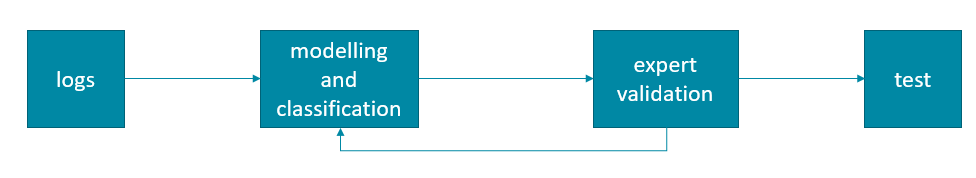 logs
modelling
and
classification
expert
validation
test